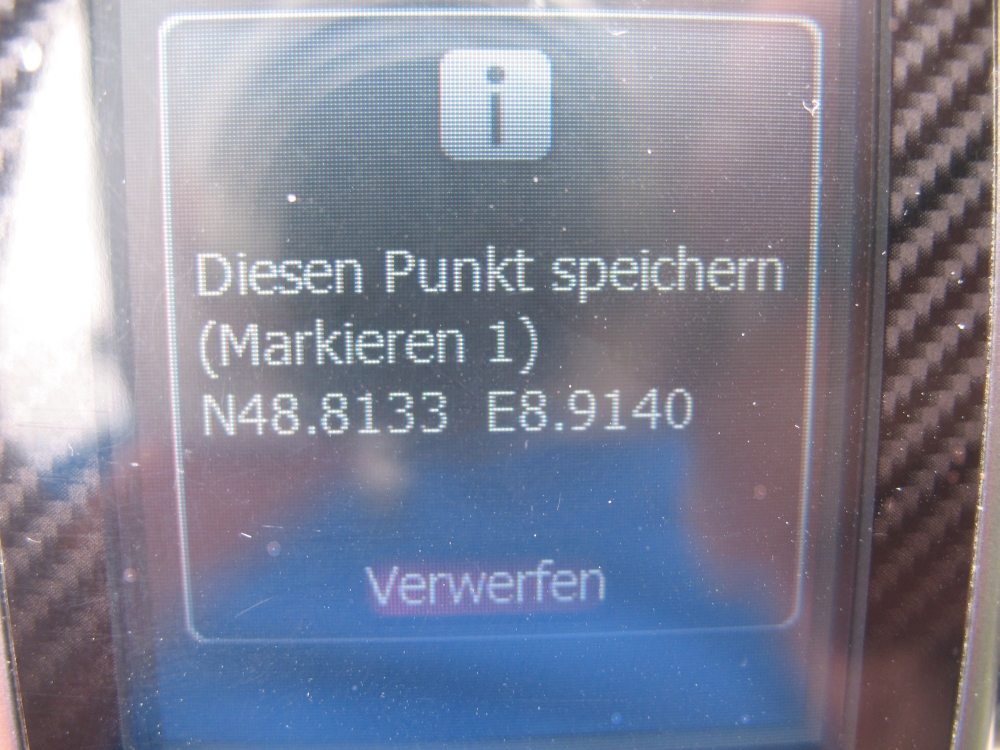 Diesen Punkt speichern
(Markieren 1)
N48.8133 E8.9140
Verwerfen